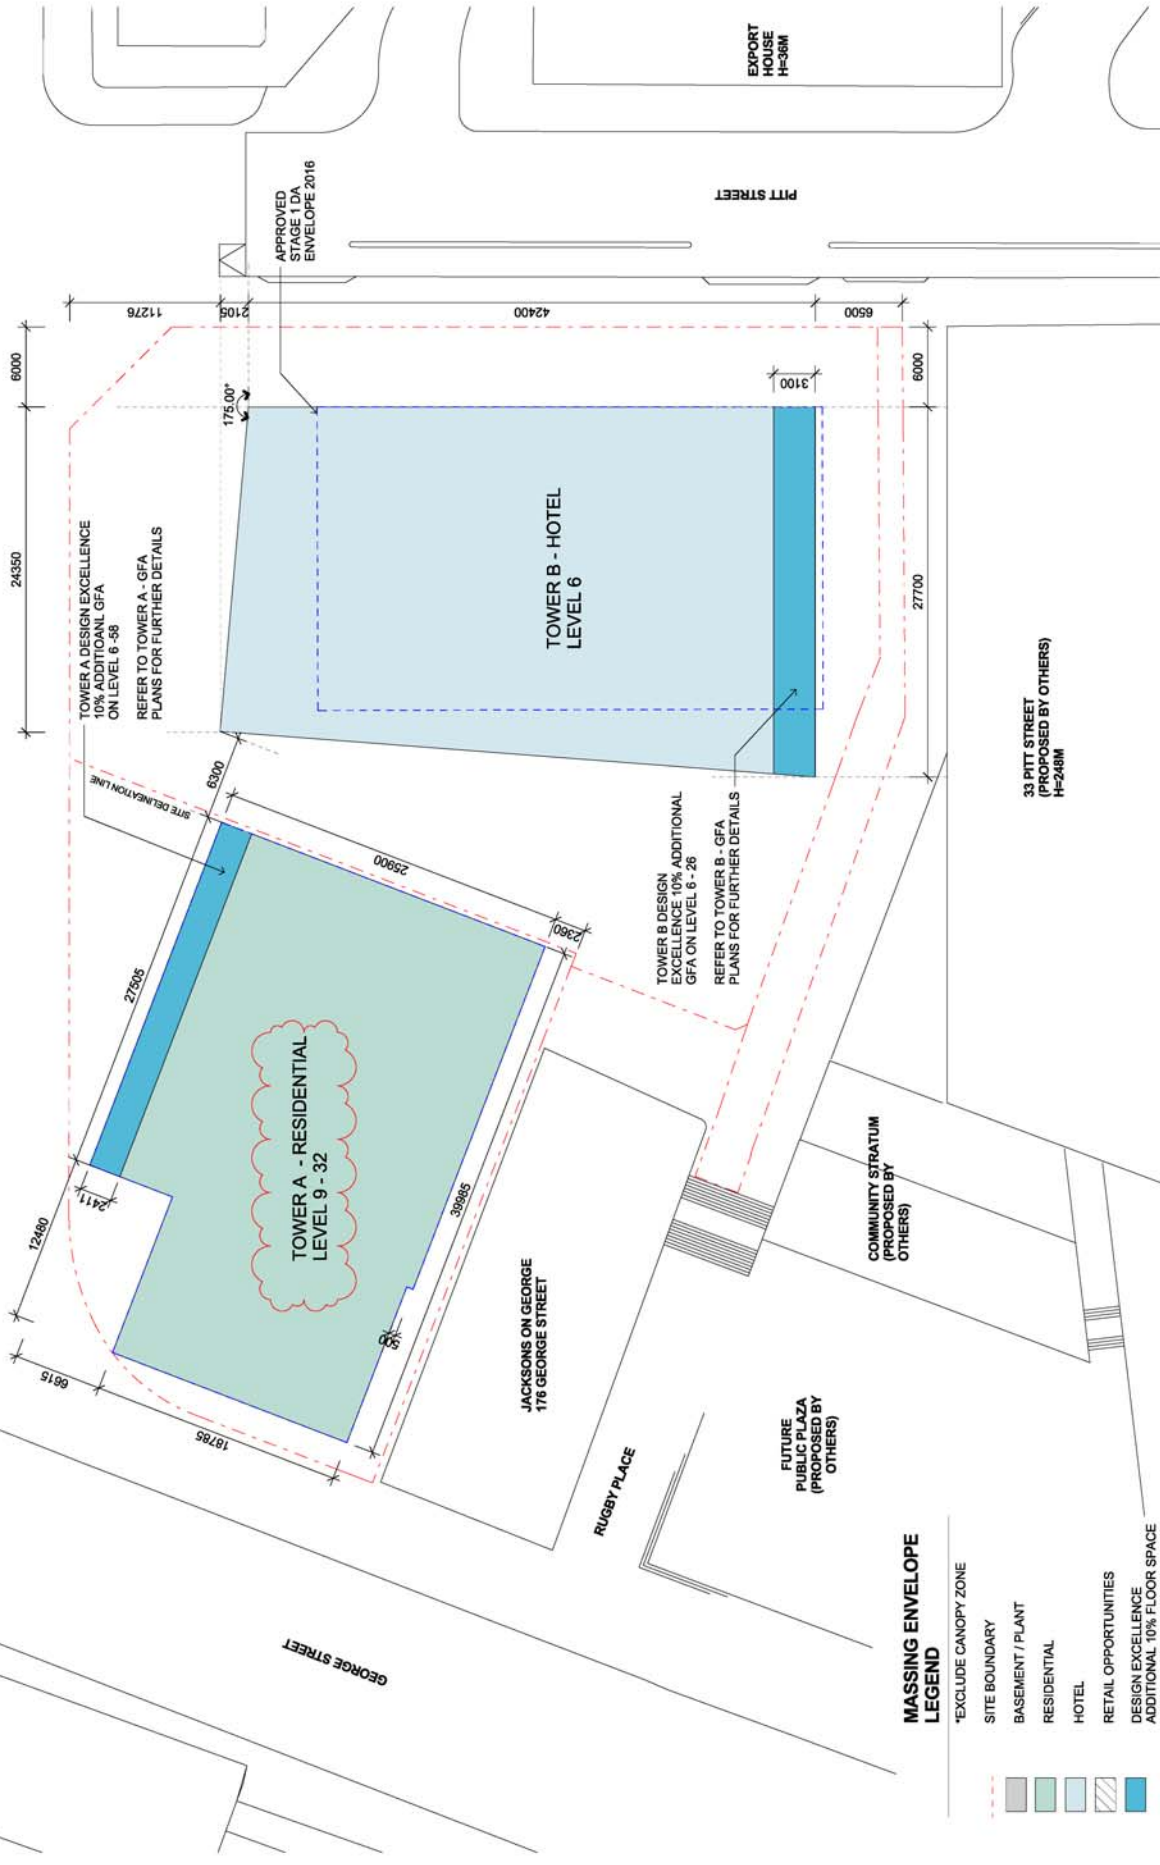 11276
2105
42400
6500
6000
24350
6000
27700
3100
175.00°
APPROVED
STAGE 1 DA
ENVELOPE 2016
EXPORT
HOUSE
H=36M
PITT STREET
TOWER A DESIGN EXCELLENCE
10% ADDITIOANL GFA
ON LEVEL 6 -58
REFER TO TOWER A - GFA
PLANS FOR FURTHER DETAILS
SITE DELINEATION LINE
6300
TOWER B - HOTEL
LEVEL 6
TOWER B DESIGN
EXCELLENCE 10% ADDITIONAL
GFA ON LEVEL 6 - 26
REFER TO TOWER B - GFA
PLANS FOR FURTHER DETAILS
33 PITT STREET
(PROPOSED BY OTHERS)
H=248M
27505
25900
2360
12480
2411
TOWER A - RESIDENTIAL
LEVEL 9 - 32
39985
500
6615
18785
JACKSONS ON GEORGE
176 GEORGE STREET
COMMUNITY STRATUM
(PROPOSED BY
OTHERS)
FUTURE
PUBLIC PLAZA
(PROPOSED BY
OTHERS)
RUGBY PLACE
GEORGE STREET
MASSING ENVELOPE
LEGEND
*EXCLUDE CANOPY ZONE
SITE BOUNDARY
BASEMENT / PLANT
RESIDENTIAL
HOTEL
RETAIL OPPORTUNITIES
DESIGN EXCELLENCE
ADDITIONAL 10% FLOOR SPACE